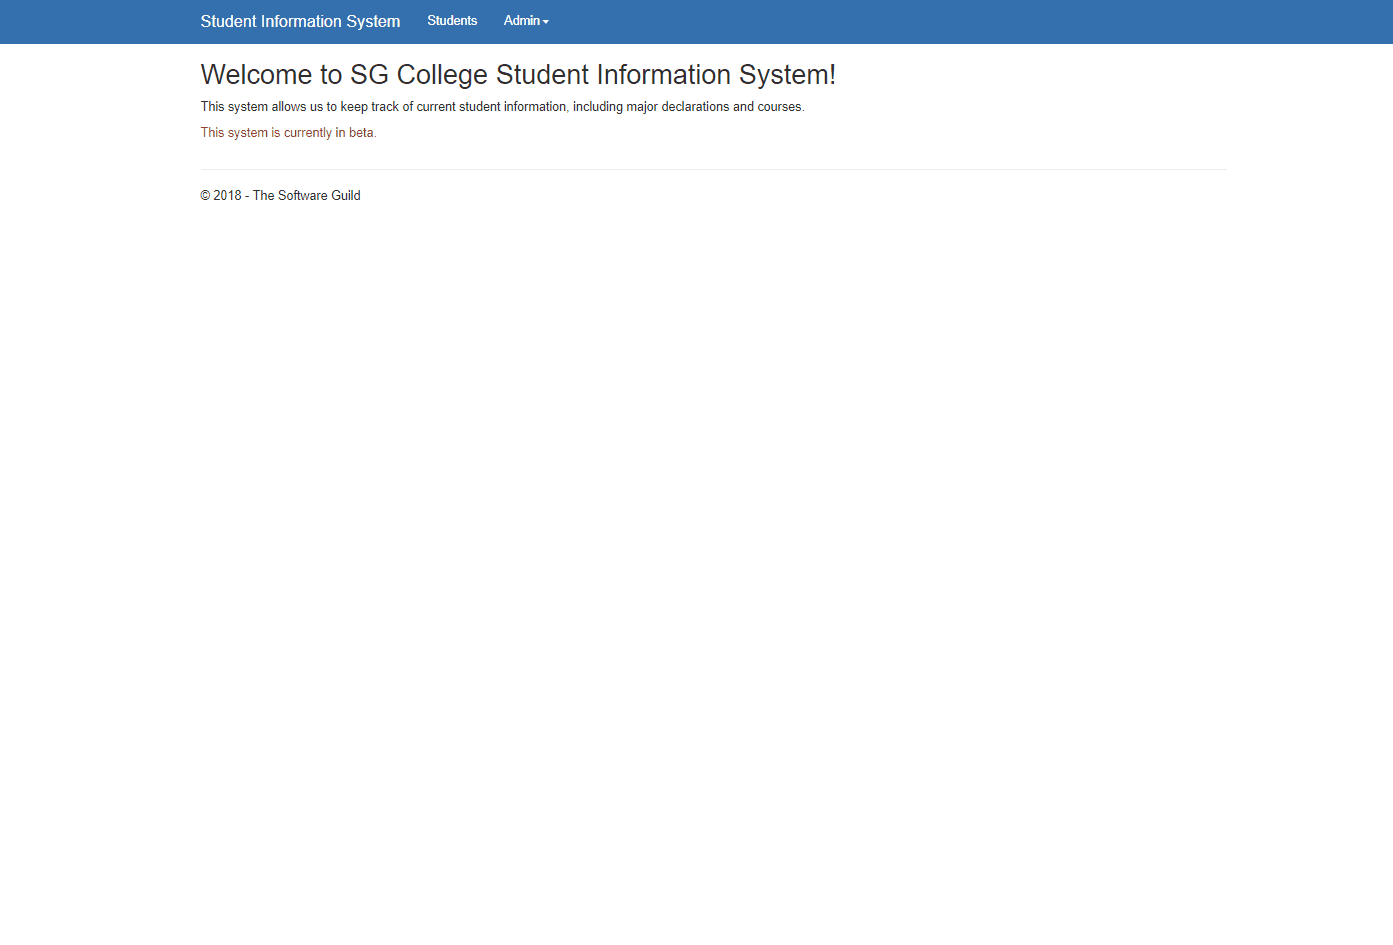 Student Information System Students Admin
Welcome to SG College Student Information System!
This system allows us to keep track of current student information, including major declarations and courses.
This system is currently in beta.
© 2018 - The Software Guild